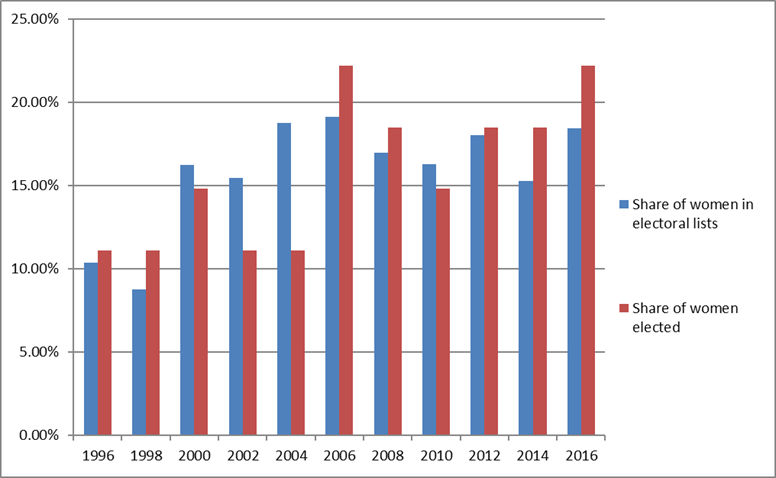 25.00%
20.00%
15.00%
10.00%
5.00%
0.00%
1996 1998 2000 2002 2004 2006 2008 2010 2012 2014 2016
Share of women in
electoral lists
Share of women
elected